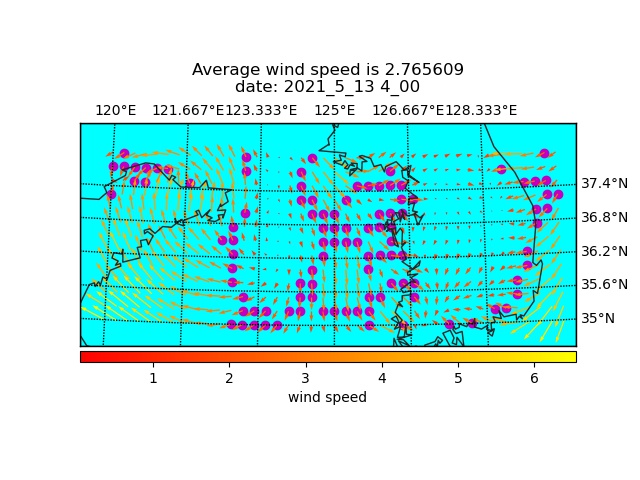 Average wind speed is 2.765609
date: 2021_5_13 4_00
120°E 121.667°E 123.333°E 125°E 126.667°E 128.333°E
37.4°N
36.8°N
36.2°N
35.6°N
35°N
1 2 3 4 5 6
wind speed